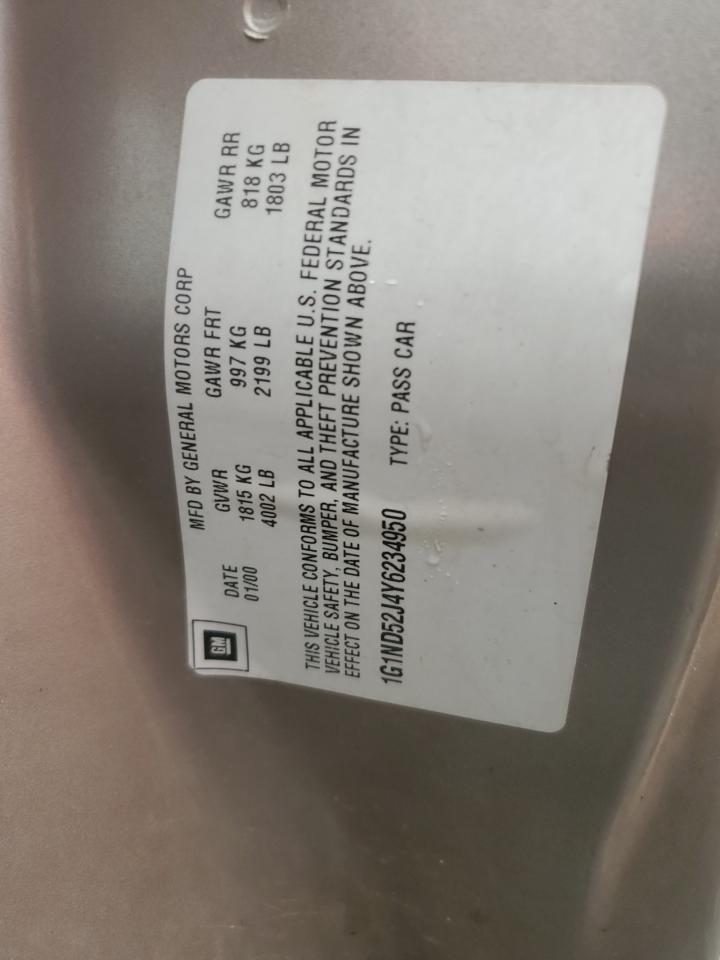 GM
MFD BY GENERAL MOTORS CORP
DATE GVWR GAWR FRT GAWR RR
01/00 1815 KG 997 KG 818 KG
4002 LB 2199 LB 1803 LB
THIS VEHICLE CONFORMS TO ALL APPLICABLE U.S. FEDERAL MOTOR
VEHICLE SAFETY, BUMPER, AND THEFT PREVENTION STANDARDS IN
EFFECT ON THE DATE OF MANUFACTURE SHOWN ABOVE.
1G1ND52J4Y6234950 TYPE: PASS CAR